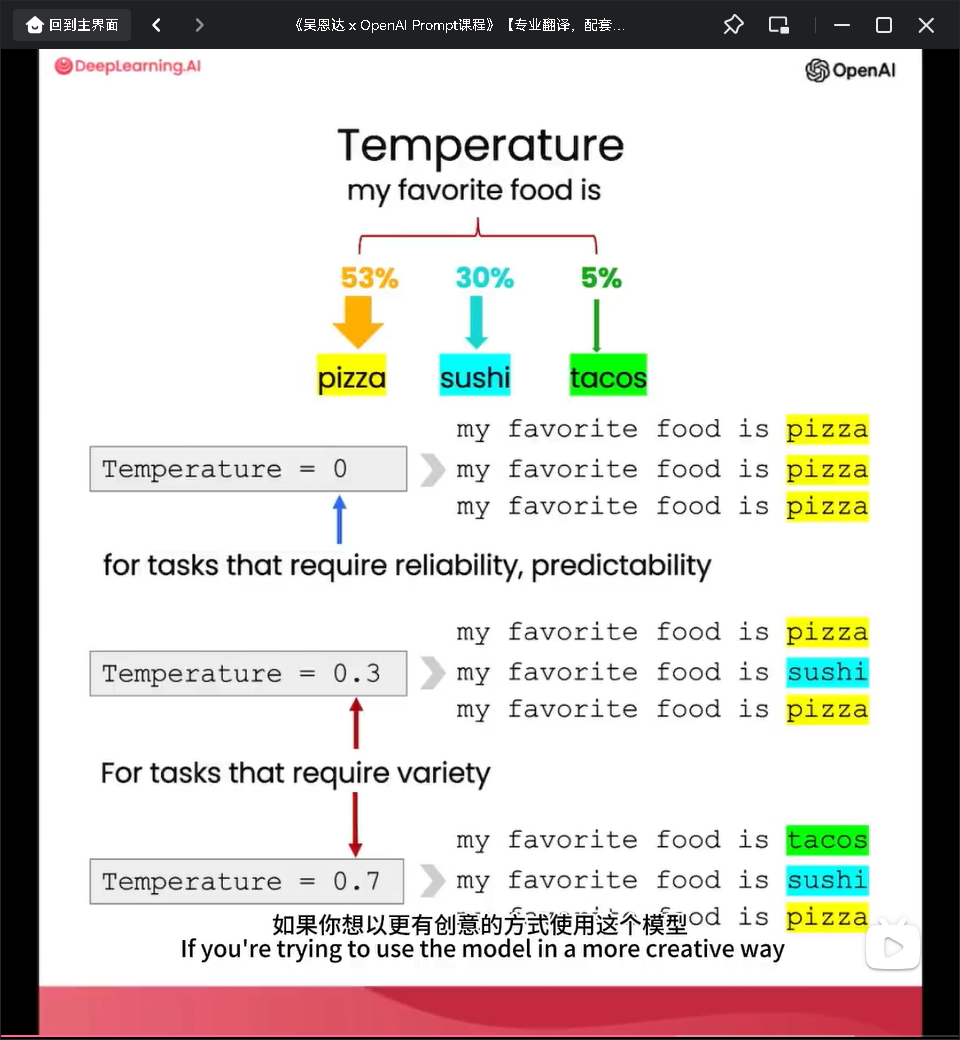 回到主界面
《吴恩达 x OpenAI Prompt课程》【专业翻译，配套...
DeepLearning.AI
OpenAI
Temperature
my favorite food is
53% 30% 5%
pizza sushi tacos
my favorite food is pizza
Temperature = 0
my favorite food is pizza
my favorite food is pizza
for tasks that require reliability, predictability
my favorite food is pizza
Temperature = 0.3
my favorite food is sushi
my favorite food is pizza
For tasks that require variety
my favorite food is tacos
Temperature = 0.7
my favorite food is sushi
my favorite food is pizza
如果你想以更有创意的方式使用这个模型
If you're trying to use the model in a more creative way